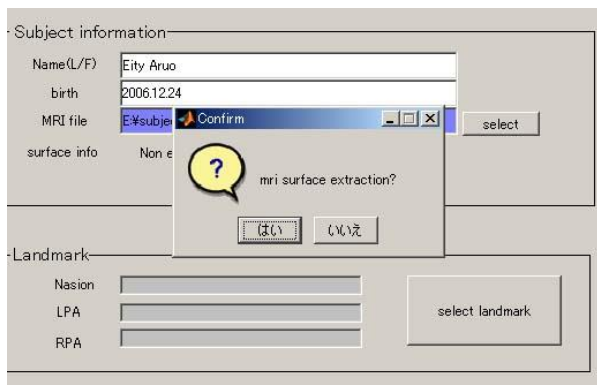 Subject information
Name(L/F) Eity Aruo
birth 2006.12.24
MRI file E:¥subje select
surface info Non e
Confirm
?
mri surface extraction?
はい いいえ
Landmark
Nasion
LPA
RPA
select landmark